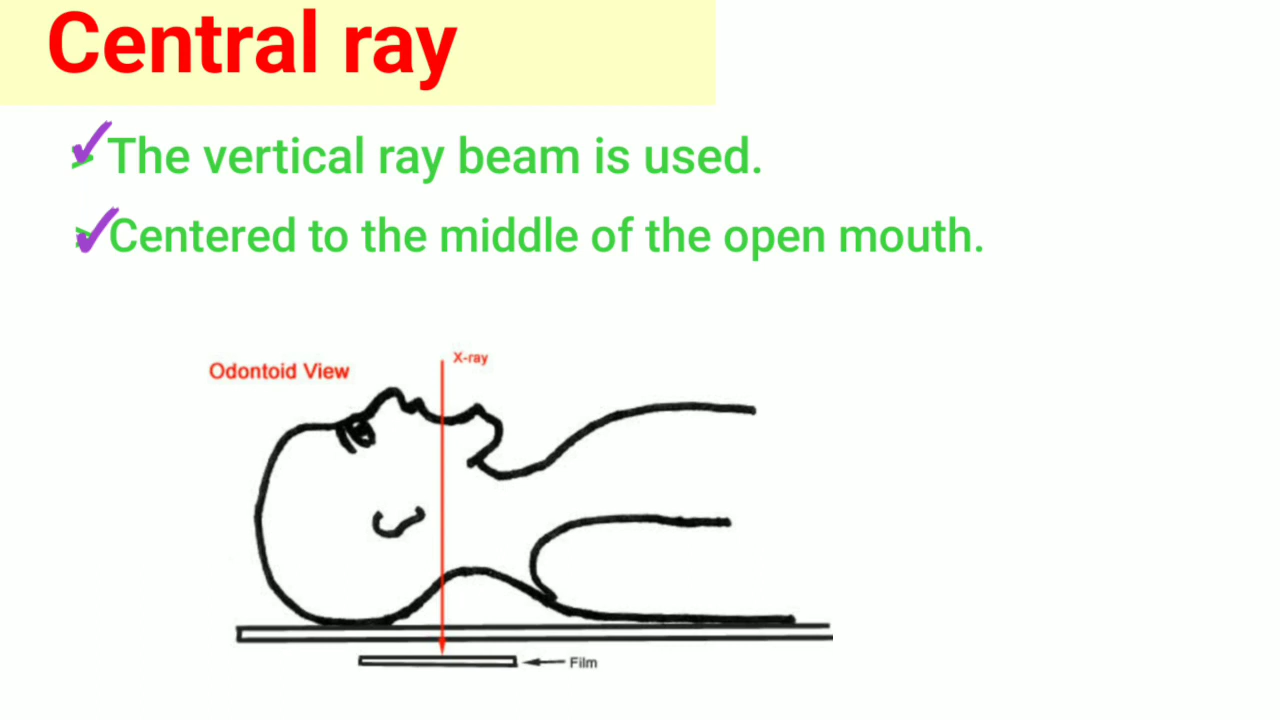 Central ray
✓ The vertical ray beam is used.
✓ Centered to the middle of the open mouth.
X-ray
Odontoid View
Film